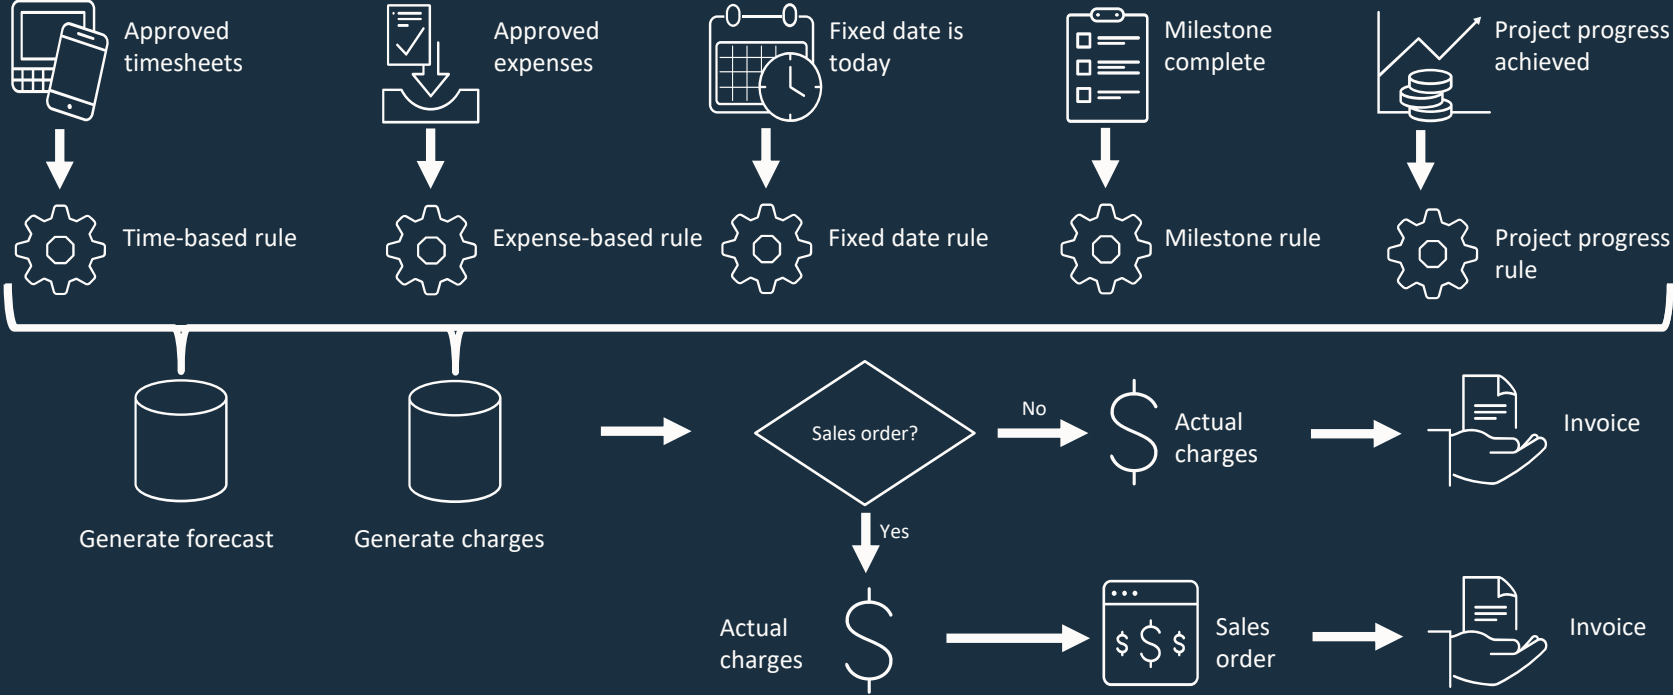 Approved
timesheets
Approved
expenses
Fixed date is
today
Milestone
complete
Project progress
achieved
Time-based rule
Expense-based rule
Fixed date rule
Milestone rule
Project progress
rule
Generate forecast
Generate charges
Sales order?
No
Actual
charges
Invoice
Yes
Actual
charges
$ $ $
Sales
order
Invoice